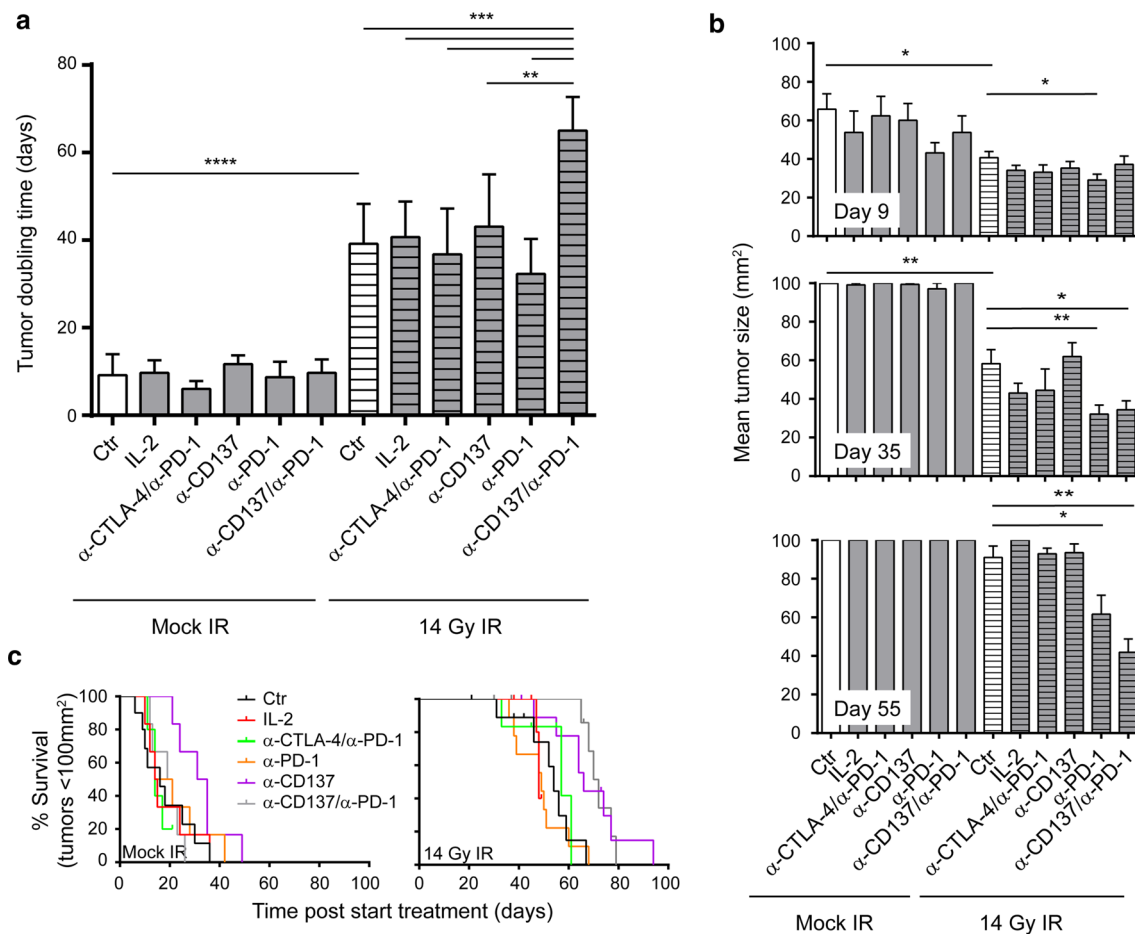 a
***
**
****
Tumor doubling time (days)
80
60
40
20
0
Ctr
IL-2
α-CTLA-4/α-PD-1
α-CD137
α-PD-1
α-CD137/α-PD-1
Ctr
IL-2
α-CTLA-4/α-PD-1
α-CD137
α-PD-1
α-CD137/α-PD-1
Mock IR
14 Gy IR
b
Mean tumor size (mm²)
100
80
60
40
20
0
*
*
Day 9
100
80
60
40
20
0
**
*
**
Day 35
100
80
60
40
20
0
**
*
Day 55
Ctr
IL-2
α-CTLA-4/α-PD-1
α-CD137
α-PD-1
α-CD137/α-PD-1
Ctr
IL-2
α-CTLA-4/α-PD-1
α-CD137
α-PD-1
α-CD137/α-PD-1
Mock IR
14 Gy IR
c
% Survival
(tumors <100mm²)
100
80
60
40
20
0
Ctr
IL-2
α-CTLA-4/α-PD-1
α-PD-1
α-CD137
α-CD137/α-PD-1
Mock IR
0 20 40 60 80 100
14 Gy IR
0 20 40 60 80 100
Time post start treatment (days)